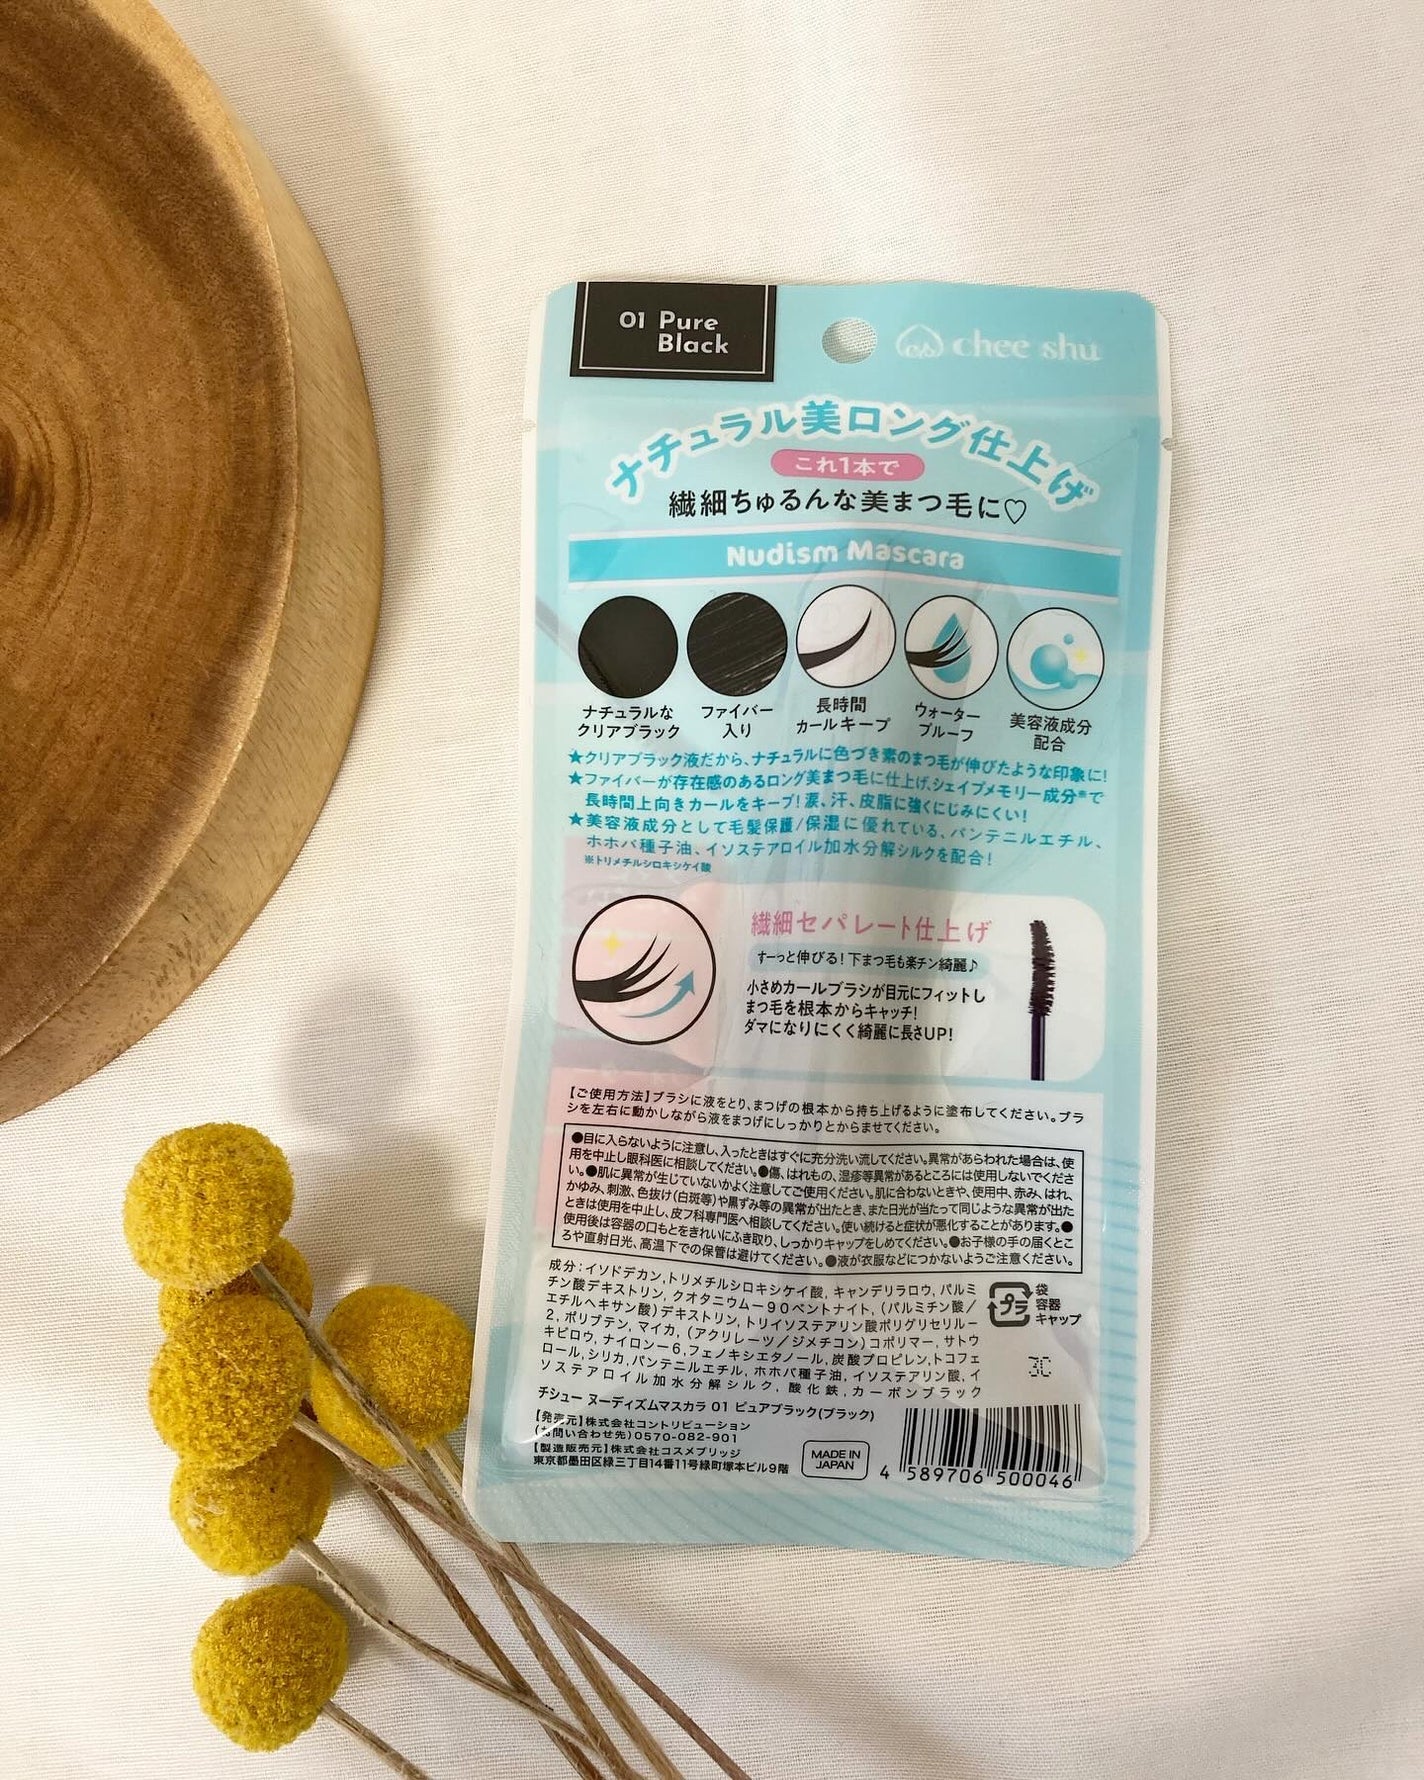 01 Pure
Black
chee shu
ナチュラル美ロング仕上げ
これ1本で
繊細ちゅるんな美まつ毛に♡
Nudism Mascara
ナチュラルな
クリアブラック
ファイバー
入り
長時間
カールキープ
ウォーター
プルーフ
美容液成分
配合
★クリアブラック液だから、ナチュラルに色づき素のまつ毛が伸びたような印象に!
★ファイバーが存在感のあるロング美まつ毛に仕上げ、シェイプメモリー成分※で
長時間上向きカールをキープ!涙、汗、皮脂に強くにじみにくい!
★美容液成分として毛髪保護/保湿に優れている、パンテニルエチル、
ホホバ種子油、イソステアロイル加水分解シルクを配合!
※トリメチルシロキシケイ酸
繊細セパレート仕上げ
すーっと伸びる!下まつ毛も楽チン綺麗♪
小さめカールブラシが目元にフィットし
まつ毛を根本からキャッチ!
ダマになりにくく綺麗に長さUP!
【ご使用方法】ブラシに液をとり、まつげの根本から持ち上げるように塗布してください。ブラ
シを左右に動かしながら液をまつげにしっかりとからませてください。
●目に入らないように注意し、入ったときはすぐに充分洗い流してください。異常があらわれた場合は、使
用を中止し眼科医に相談してください。●傷、はれもの、湿疹等異常があるところには使用しないでくださ
い。●肌に異常が生じていないかよく注意してご使用ください。肌に合わないときや、使用中、赤み、はれ、
かゆみ、刺激、色抜け(白斑等)や黒ずみ等の異常が出たとき、また日光が当たって同じような異常が出た
ときは使用を中止し、皮フ科専門医へ相談してください。使い続けると症状が悪化することがあります。●
使用後は容器の口もとをきれいにふき取り、しっかりキャップをしめてください。●お子様の手の届くとこ
ろや直射日光、高温下での保管は避けてください。●液が衣服などにつかないようご注意ください。
成分:イソドデカン,トリメチルシロキシケイ酸,キャンデリラロウ,パルミ
チン酸デキストリン,クオタニウム－90ベントナイト,(パルミチン酸/
エチルヘキサン酸)デキストリン,トリイソステアリン酸ポリグリセリル－
2,ポリブテン,マイカ,(アクリレーツ/ジメチコン)コポリマー,サトウ
キビロウ,ナイロン－6,フェノキシエタノール,炭酸プロピレン,トコフェ
ロール,シリカ,パンテニルエチル,ホホバ種子油,イソステアリン酸,イ
ソステアロイル加水分解シルク,酸化鉄,カーボンブラック
プラ
袋
容器
キャップ
3C
チシュー ヌーディズムマスカラ 01 ピュアブラック(ブラック)
【発売元】株式会社コントリビューション
(お問い合わせ先)0570-082-901
【製造販売元】株式会社コスメブリッジ
東京都墨田区緑三丁目14番11号緑町塚本ビル9階
MADE IN
JAPAN
4 589706 500046